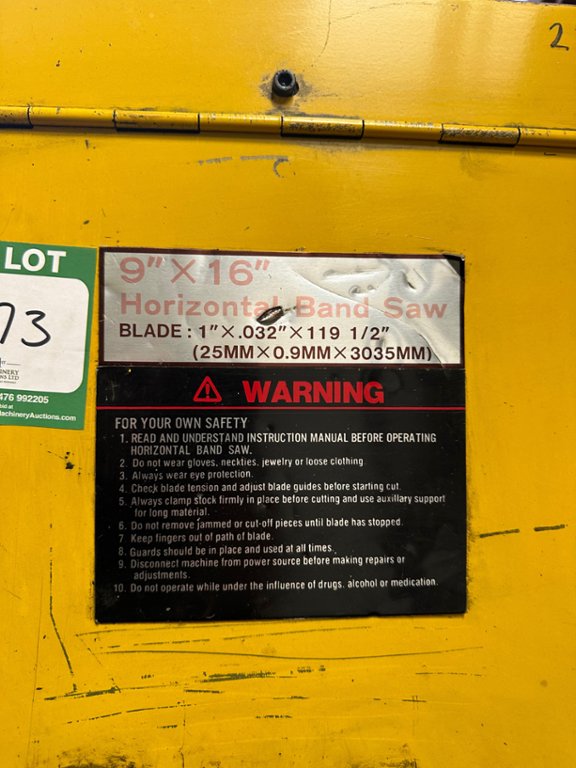 2
LOT
73
476 992205
bid at
MachineryAuctions.com
9" X 16"
Horizontal Band Saw
BLADE : 1"×.032"×119 1/2"
(25MM×0.9MM×3035MM)
WARNING
FOR YOUR OWN SAFETY
1. READ AND UNDERSTAND INSTRUCTION MANUAL BEFORE OPERATING
HORIZONTAL BAND SAW.
2. Do not wear gloves, neckties, jewelry or loose clothing.
3. Always wear eye protection.
4. Check blade tension and adjust blade guides before starting cut.
5. Always clamp stock firmly in place before cutting and use auxillary support
for long material.
6. Do not remove jammed or cut-off pieces until blade has stopped.
7. Keep fingers out of path of blade.
8. Guards should be in place and used at all times.
9. Disconnect machine from power source before making repairs or
adjustments.
10. Do not operate while under the influence of drugs, alcohol or medication.